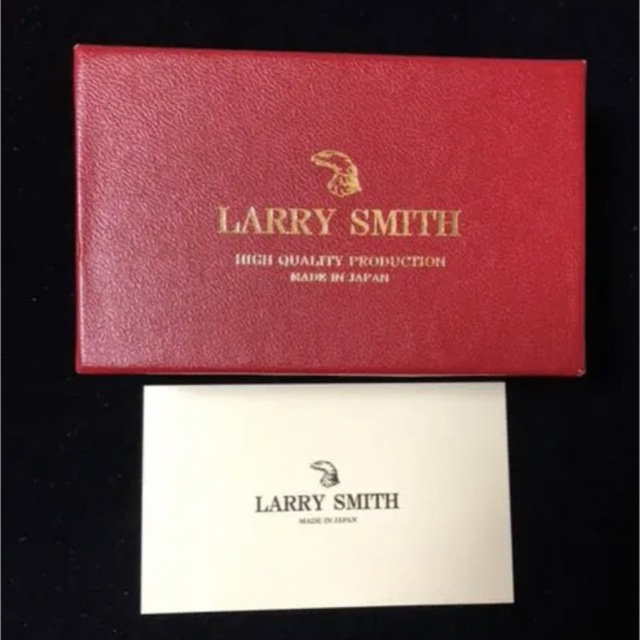 LARRY SMITH
HIGH QUALITY PRODUCTION
MADE IN JAPAN
LARRY SMITH
MADE IN JAPAN